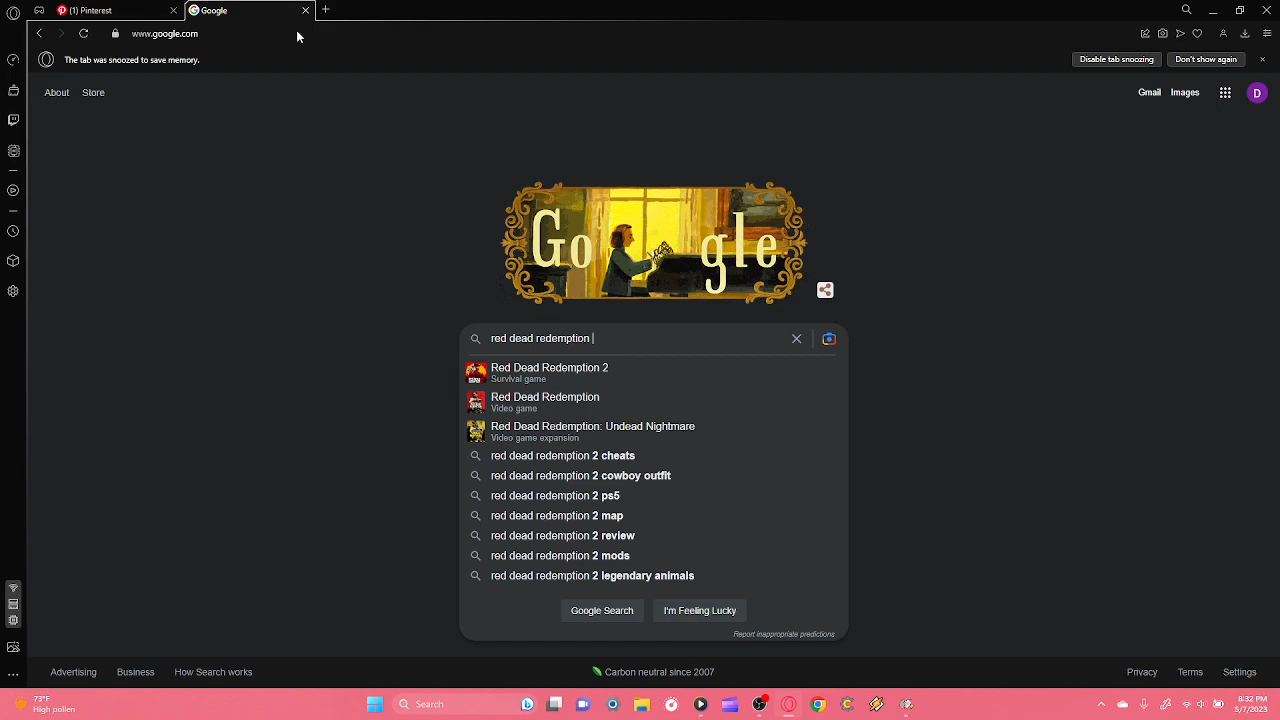 (1) Pinterest
Google
www.google.com
The tab was snoozed to save memory.
Disable tab snoozing
Don't show again
About
Store
Gmail
Images
D
Go gle
red dead redemption
Red Dead Redemption 2
Survival game
Red Dead Redemption
Video game
Red Dead Redemption: Undead Nightmare
Video game expansion
red dead redemption 2 cheats
red dead redemption 2 cowboy outfit
red dead redemption 2 ps5
red dead redemption 2 map
red dead redemption 2 review
red dead redemption 2 mods
red dead redemption 2 legendary animals
Google Search
I'm Feeling Lucky
Report inappropriate predictions
Advertising
Business
How Search works
Carbon neutral since 2007
Privacy
Terms
Settings
73°F
High pollen
Search
8:32 PM
5/7/2023